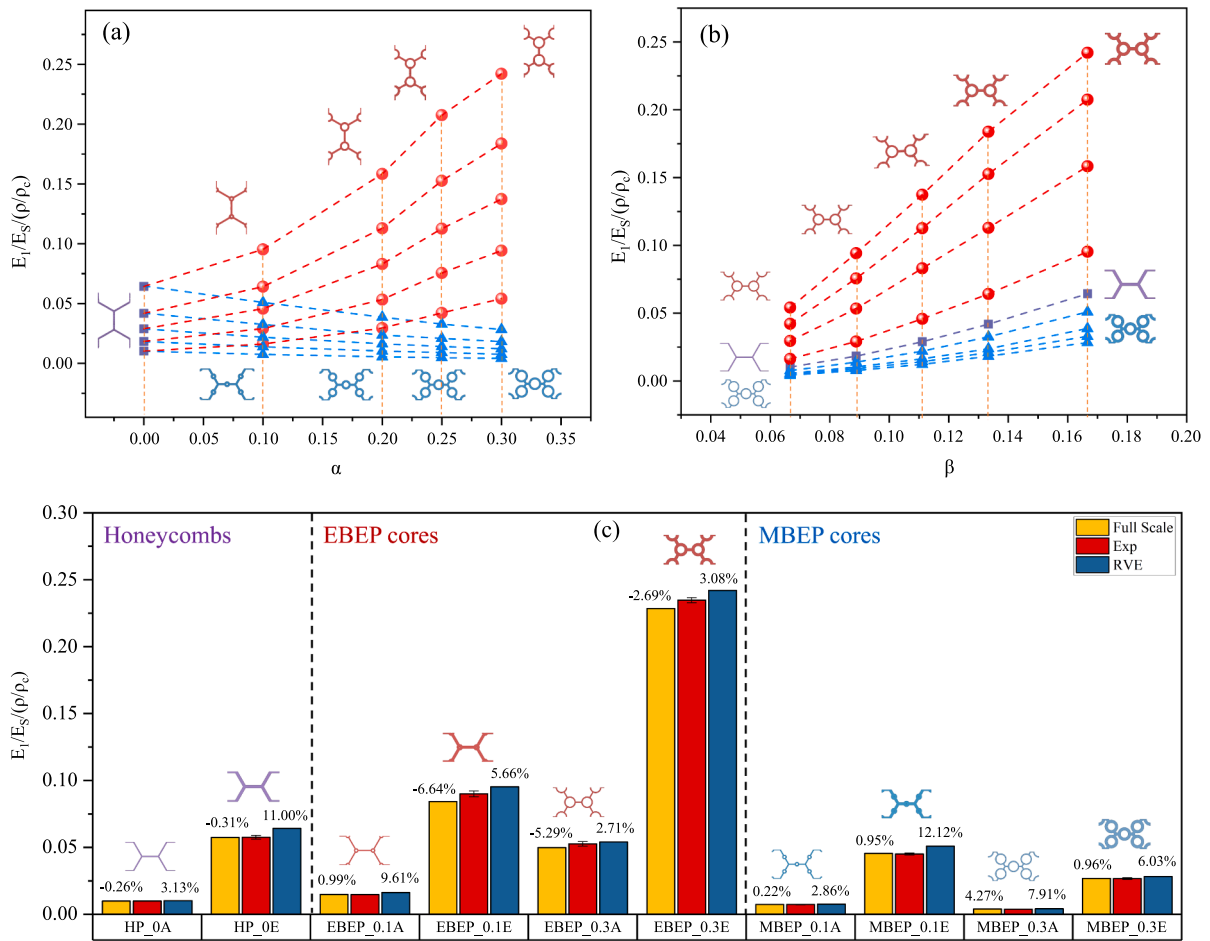 (a)
0.25
0.20
0.15
0.10
0.05
0.00
E₁/E_S/(ρ/ρ_c)
0.00 0.05 0.10 0.15 0.20 0.25 0.30 0.35
α
(b)
0.25
0.20
0.15
0.10
0.05
0.00
E₁/E_S/(ρ/ρ_c)
0.04 0.06 0.08 0.10 0.12 0.14 0.16 0.18 0.20
β
(c)
Honeycombs EBEP cores MBEP cores
Full Scale
Exp
RVE
0.30
0.25
0.20
0.15
0.10
0.05
0.00
E₁/E_S/(ρ/ρ_c)
-0.26% 3.13%
-0.31% 11.00%
0.99% 9.61%
-6.64% 5.66%
-5.29% 2.71%
-2.69% 3.08%
0.22% 2.86%
0.95% 12.12%
4.27% 7.91%
0.96% 6.03%
HP_0A HP_0E EBEP_0.1A EBEP_0.1E EBEP_0.3A EBEP_0.3E MBEP_0.1A MBEP_0.1E MBEP_0.3A MBEP_0.3E